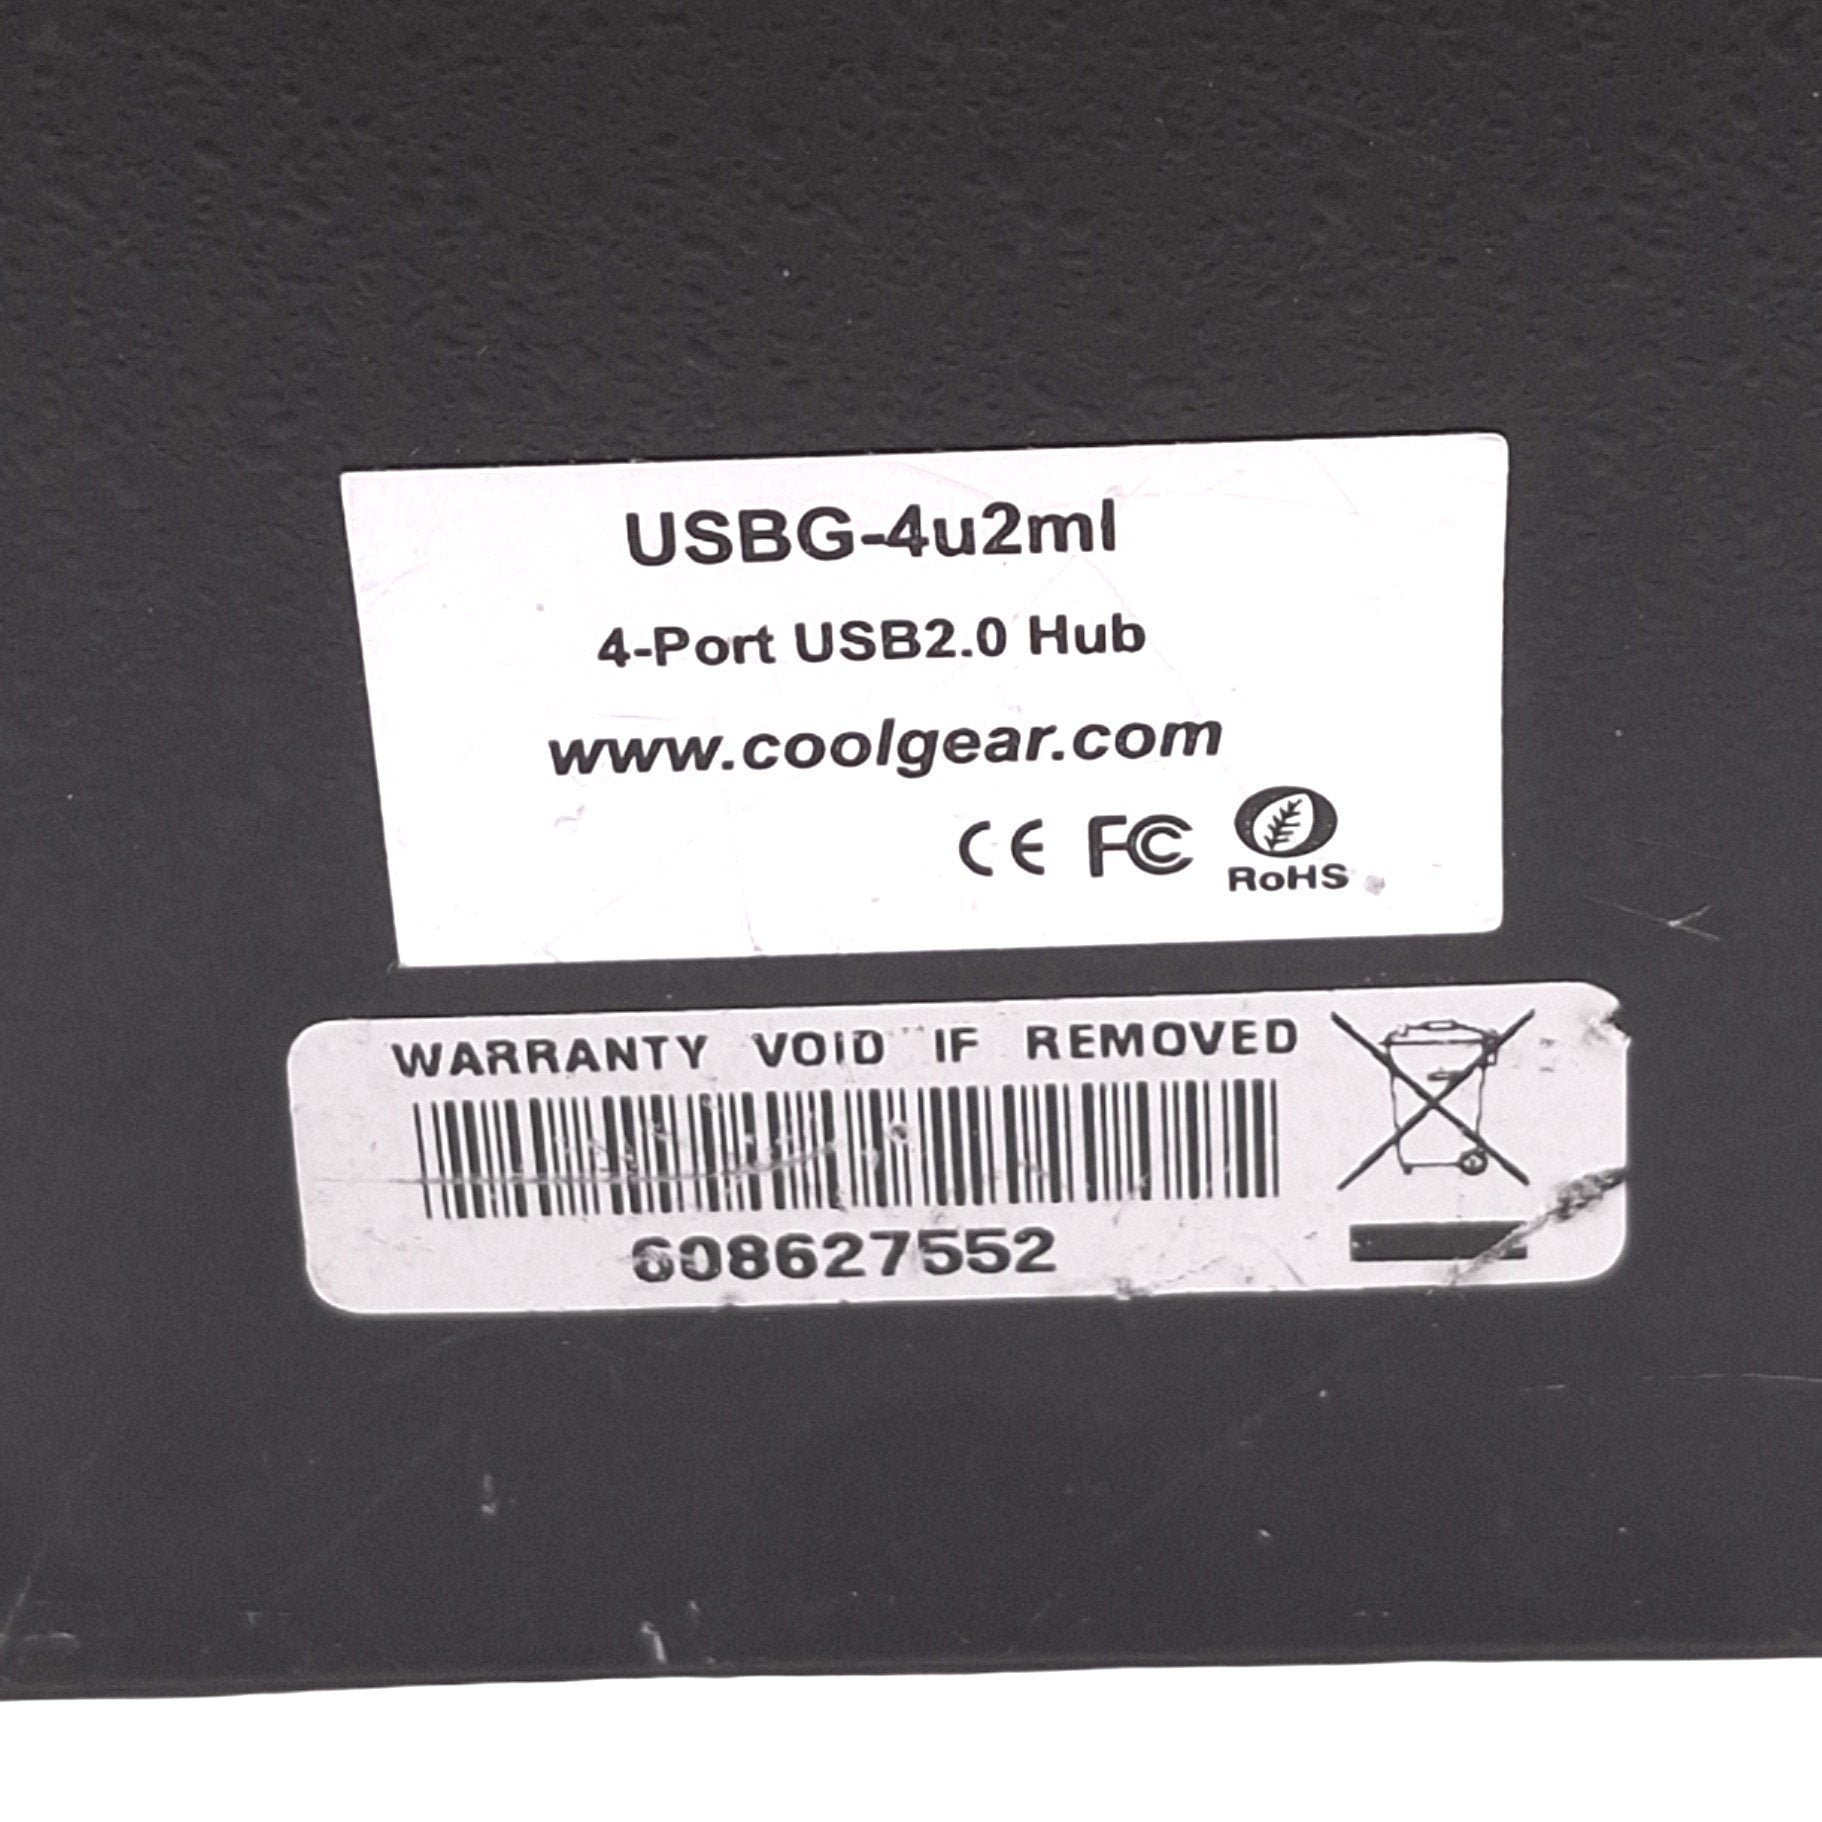 USBG-4u2ml
4-Port USB2.0 Hub
www.coolgear.com
CE FC RoHS
WARRANTY VOID IF REMOVED
608627552